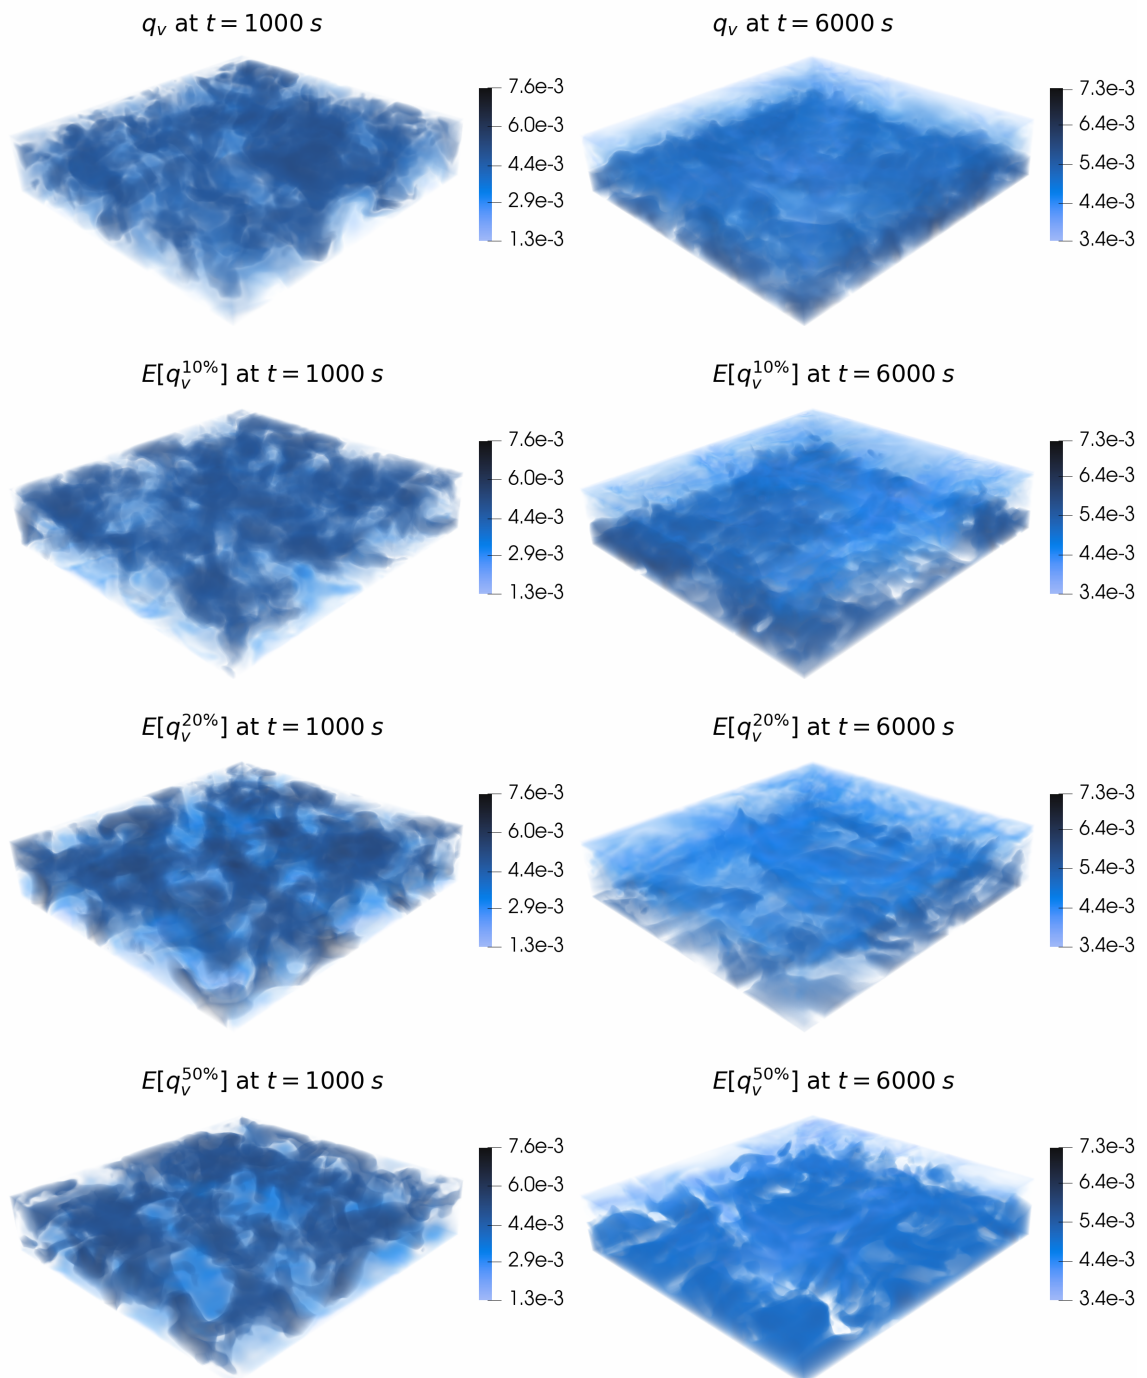 q_v at t = 1000 s
7.6e-3
6.0e-3
4.4e-3
2.9e-3
1.3e-3
q_v at t = 6000 s
7.3e-3
6.4e-3
5.4e-3
4.4e-3
3.4e-3
E[q_v^{10%}] at t = 1000 s
7.6e-3
6.0e-3
4.4e-3
2.9e-3
1.3e-3
E[q_v^{10%}] at t = 6000 s
7.3e-3
6.4e-3
5.4e-3
4.4e-3
3.4e-3
E[q_v^{20%}] at t = 1000 s
7.6e-3
6.0e-3
4.4e-3
2.9e-3
1.3e-3
E[q_v^{20%}] at t = 6000 s
7.3e-3
6.4e-3
5.4e-3
4.4e-3
3.4e-3
E[q_v^{50%}] at t = 1000 s
7.6e-3
6.0e-3
4.4e-3
2.9e-3
1.3e-3
E[q_v^{50%}] at t = 6000 s
7.3e-3
6.4e-3
5.4e-3
4.4e-3
3.4e-3